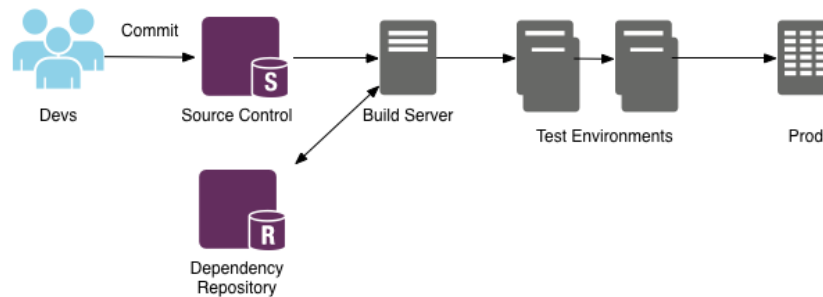 Commit
S
Devs
Source Control
Build Server
Test Environments
Prod
R
Dependency
Repository